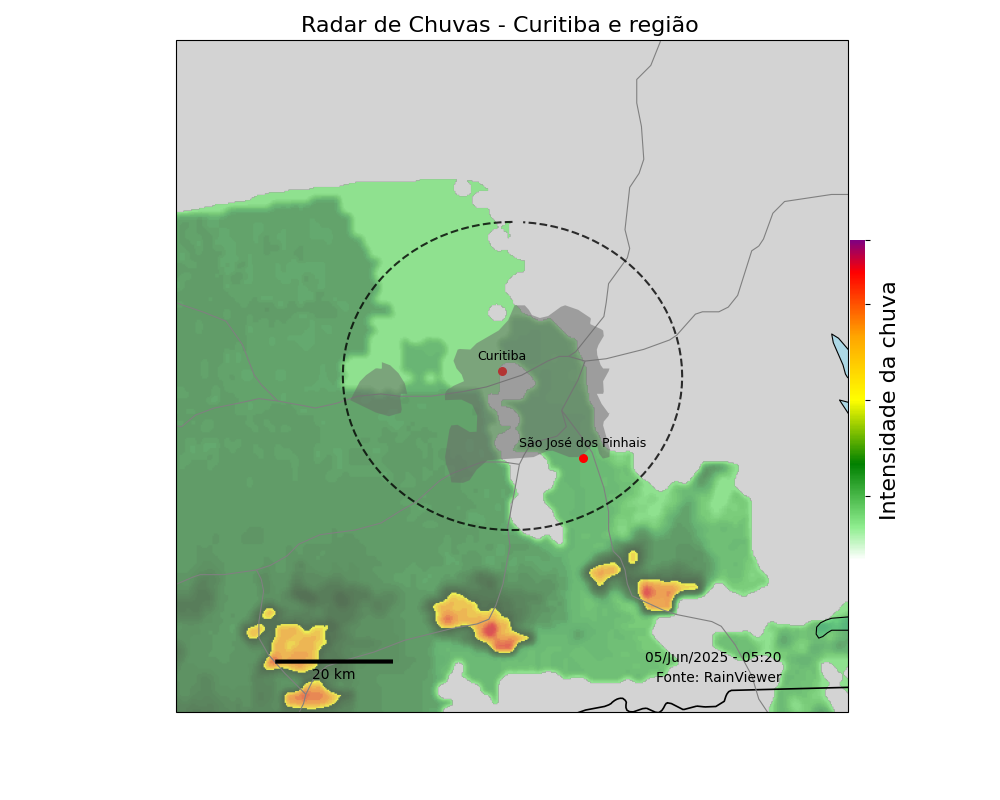 Radar de Chuvas - Curitiba e região
Curitiba
São José dos Pinhais
Intensidade da chuva
05/Jun/2025 - 05:20
20 km
Fonte: RainViewer